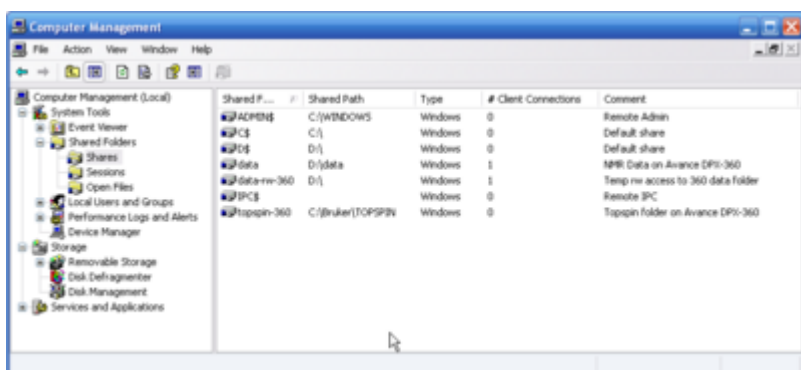 Computer Management
File Action View Window Help
Computer Management (Local)
System Tools
Event Viewer
Shared Folders
Shares
Sessions
Open Files
Local Users and Groups
Performance Logs and Alerts
Device Manager
Storage
Removable Storage
Disk Defragmenter
Disk Management
Services and Applications
Shared F... Shared Path Type # Client Connections Comment
ADMIN$ C:\WINDOWS Windows 0 Remote Admin
C$ C:\ Windows 0 Default share
D$ D:\ Windows 0 Default share
data D:\data Windows 1 NMR Data on Avance DPX-360
data-rw-360 D:\ Windows 1 Temp rw access to 360 data folder
IPC$ Windows 0 Remote IPC
topspin-360 C:\Bruker\TOPSPIN Windows 0 Topspin folder on Avance DPX-360